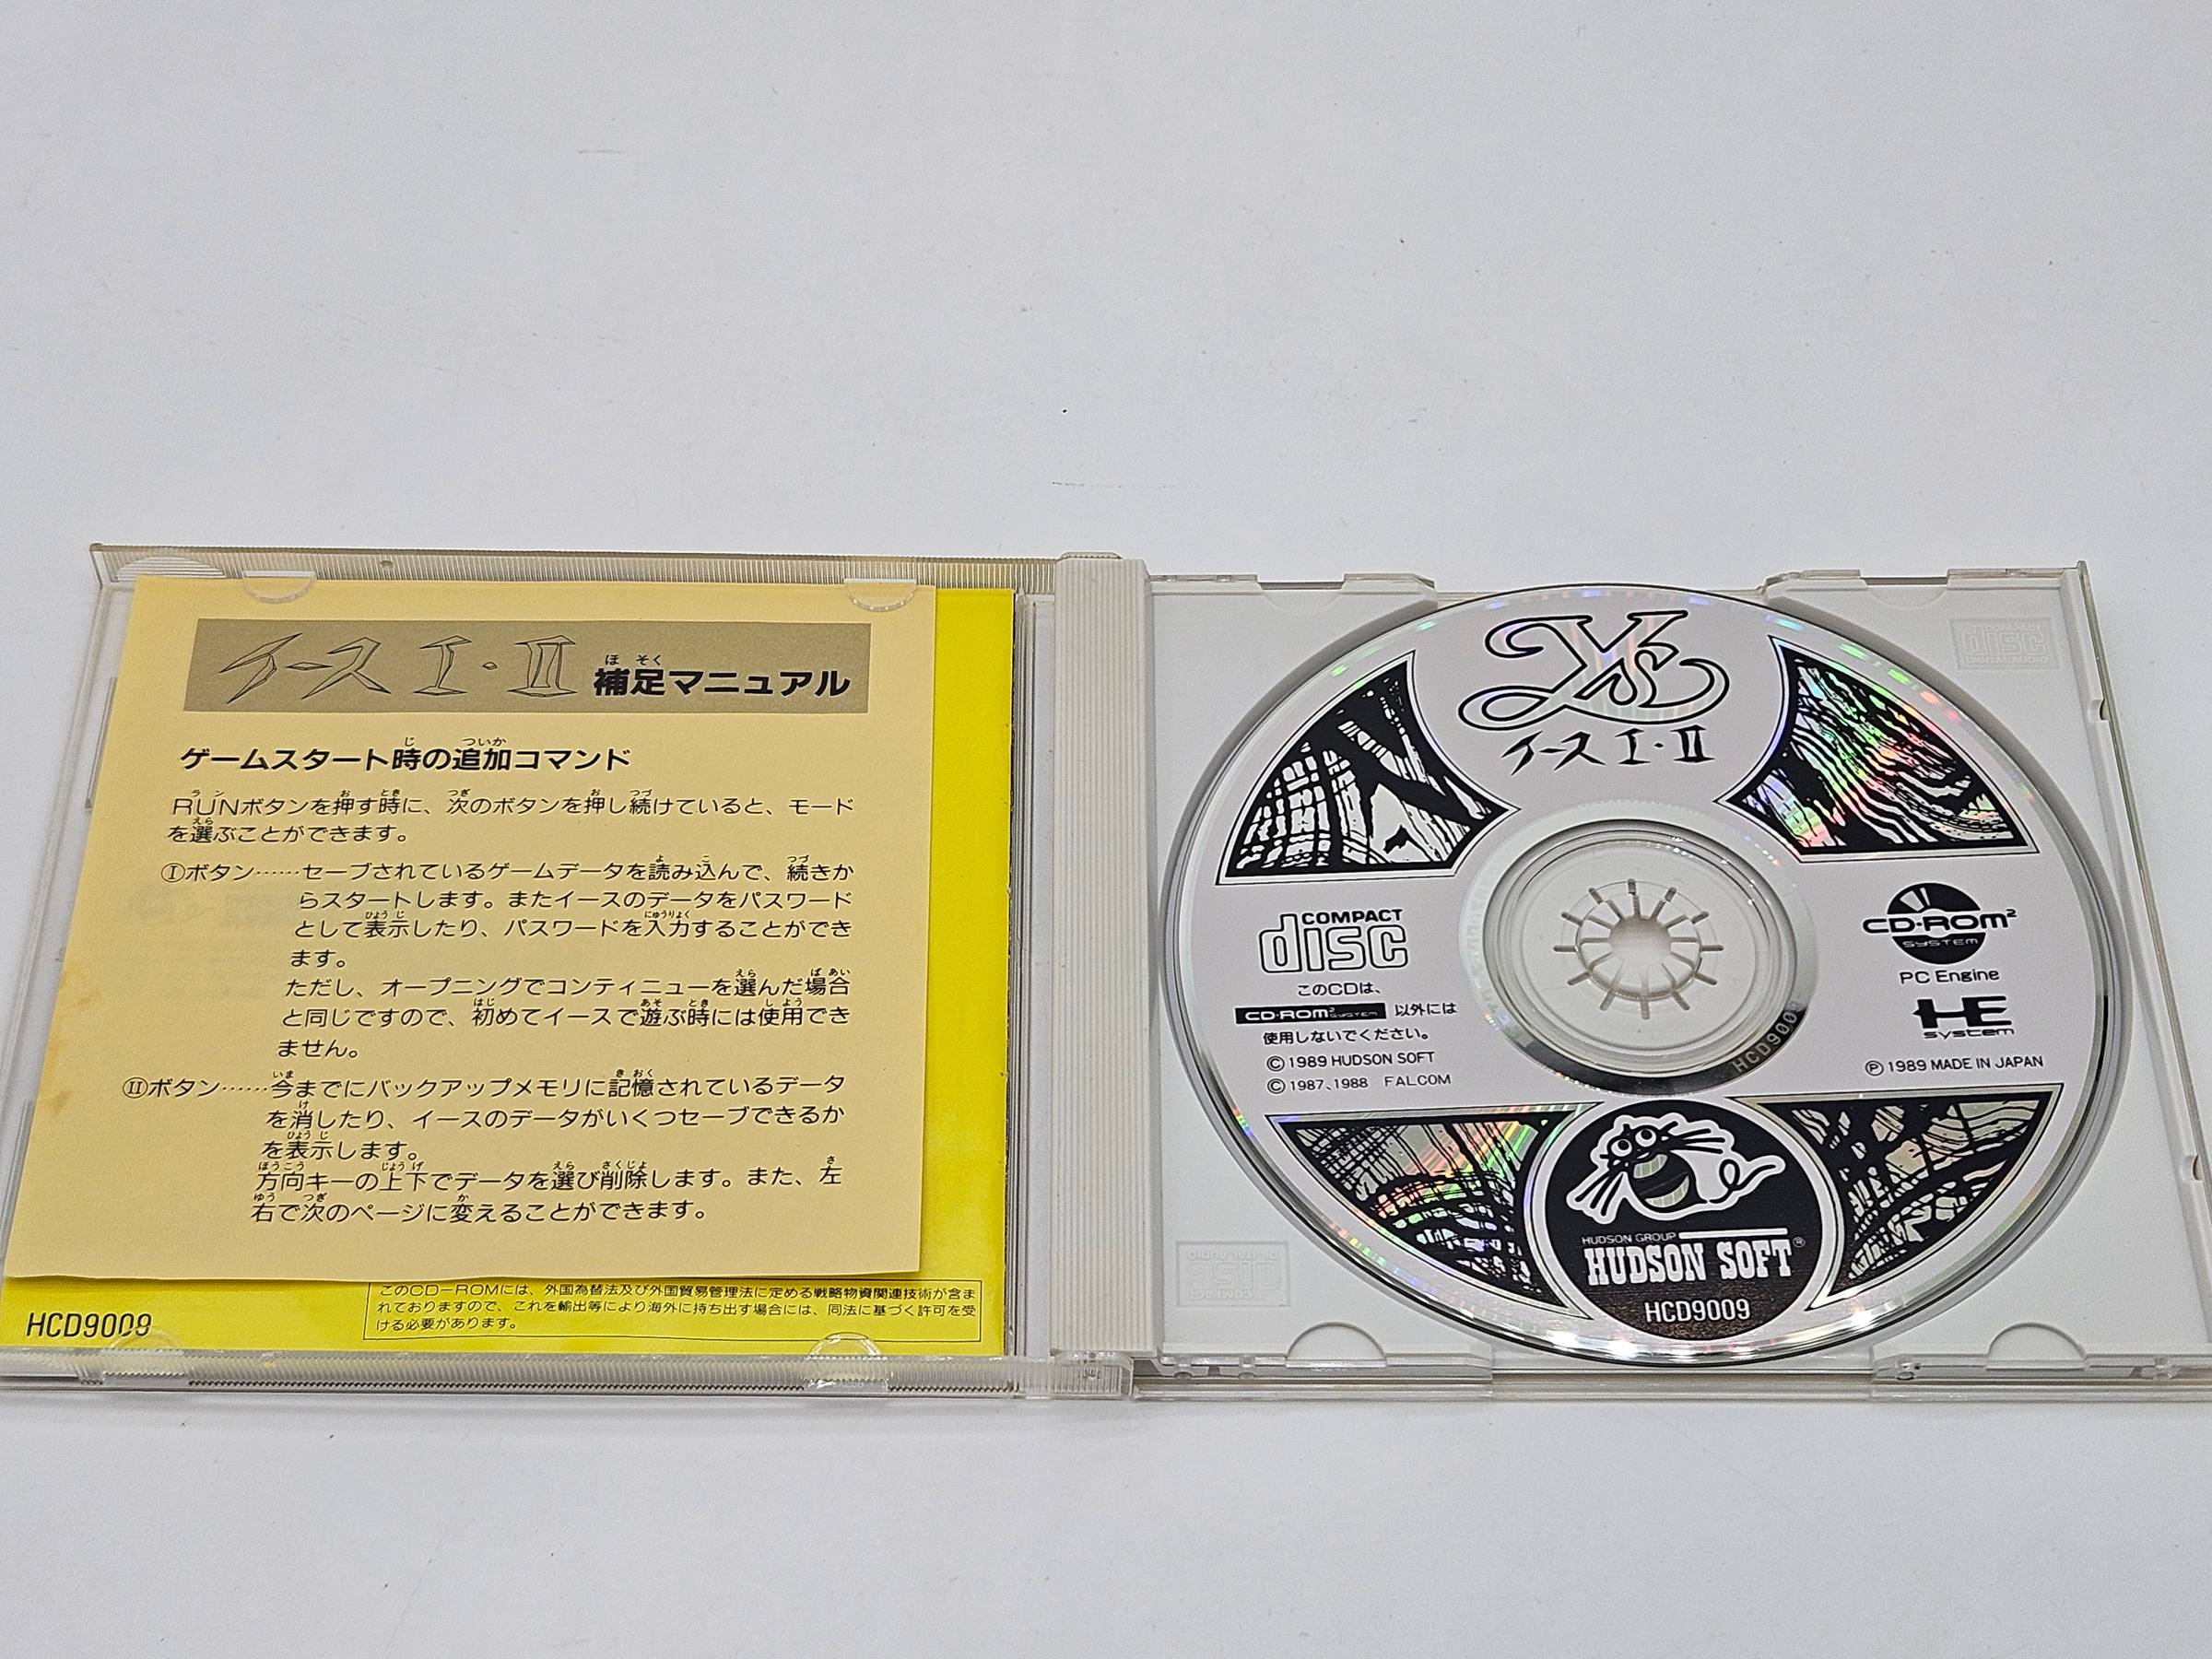 イース I・II 補足マニュアル
ゲームスタート時の追加コマンド
RUNボタンを押す時に、次のボタンを押し続けていると、モード
を選ぶことができます。
Ⓘボタン……セーブされているゲームデータを読み込んで、続きか
らスタートします。またイースのデータをパスワード
として表示したり、パスワードを入力することができ
ます。
ただし、オープニングでコンティニューを選んだ場合
と同じですので、初めてイースで遊ぶ時には使用でき
ません。
Ⅱボタン……今までにバックアップメモリに記憶されているデータ
を消したり、イースのデータがいくつセーブできるか
を表示します。
方向キーの上下でデータを選び削除します。また、左
右で次のページに変えることができます。
このCD-ROMには、外国為替法及び外国貿易管理法に定める戦略物資関連技術が含ま
れておりますので、これを輸出等により海外に持ち出す場合には、同法に基づく許可を受
ける必要があります。
HCD9009
Ys
イース I・II
COMPACT
disc
このCDは、
CD-ROM² SYSTEM 以外には
使用しないでください。
© 1989 HUDSON SOFT
© 1987、1988 FALCOM
CD-ROM²
SYSTEM
PC Engine
HE
system
Ⓟ 1989 MADE IN JAPAN
HCD9009
HUDSON GROUP
HUDSON SOFT®
HCD9009
COMPACT
disc
DIGITAL AUDIO
COMPACT
disc
DIGITAL AUDIO